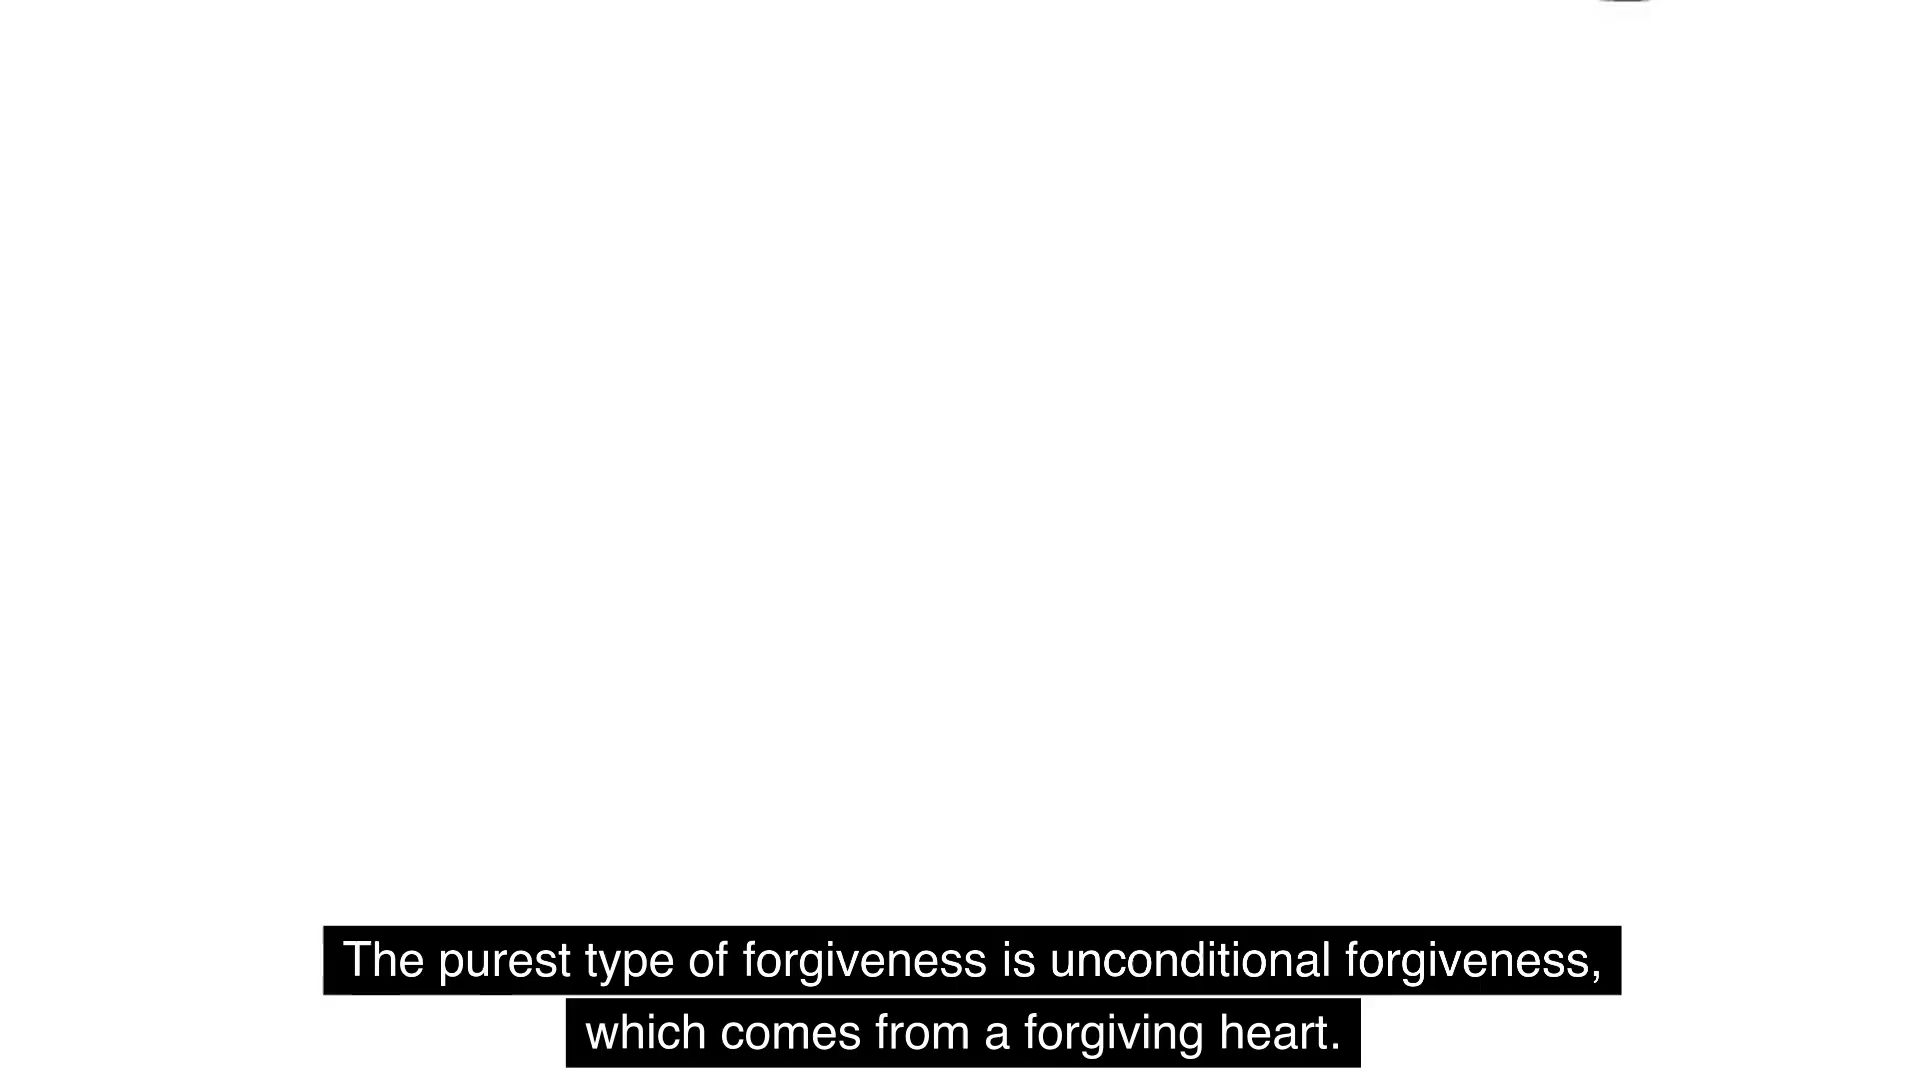 The purest type of forgiveness is unconditional forgiveness,
which comes from a forgiving heart.